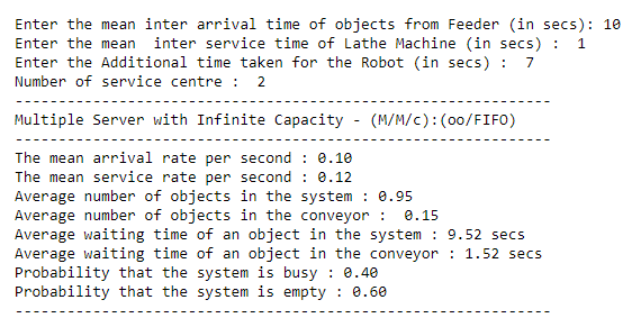 Enter the mean inter arrival time of objects from Feeder (in secs): 10
Enter the mean  inter service time of Lathe Machine (in secs) :  1
Enter the Additional time taken for the Robot (in secs) :  7
Number of service centre :  2
--------------------------------------------------------------
Multiple Server with Infinite Capacity - (M/M/c):(oo/FIFO)
--------------------------------------------------------------
The mean arrival rate per second : 0.10
The mean service rate per second : 0.12
Average number of objects in the system : 0.95
Average number of objects in the conveyor :  0.15
Average waiting time of an object in the system : 9.52 secs
Average waiting time of an object in the conveyor : 1.52 secs
Probability that the system is busy : 0.40
Probability that the system is empty : 0.60
--------------------------------------------------------------